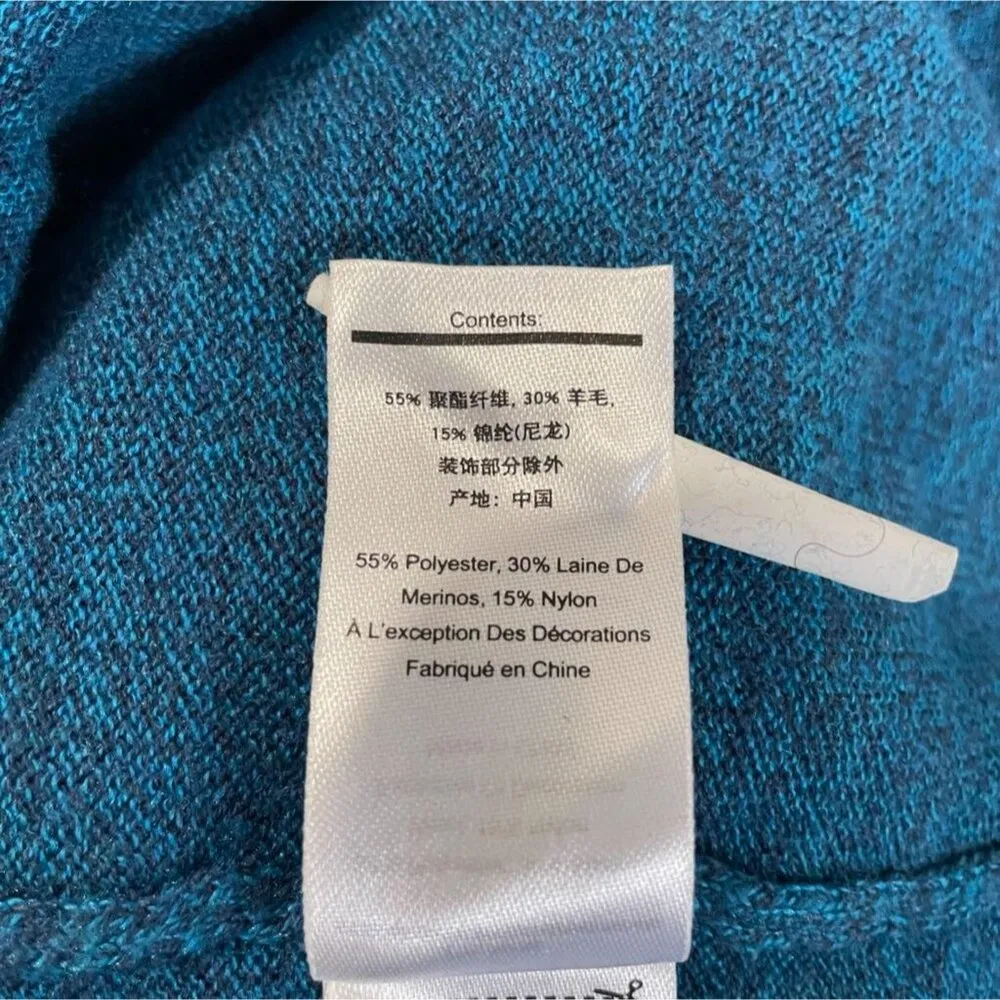 Contents:
55% 聚酯纤维, 30% 羊毛,
15% 锦纶(尼龙)
装饰部分除外
产地: 中国
55% Polyester, 30% Laine De
Merinos, 15% Nylon
À L'exception Des Décorations
Fabriqué en Chine